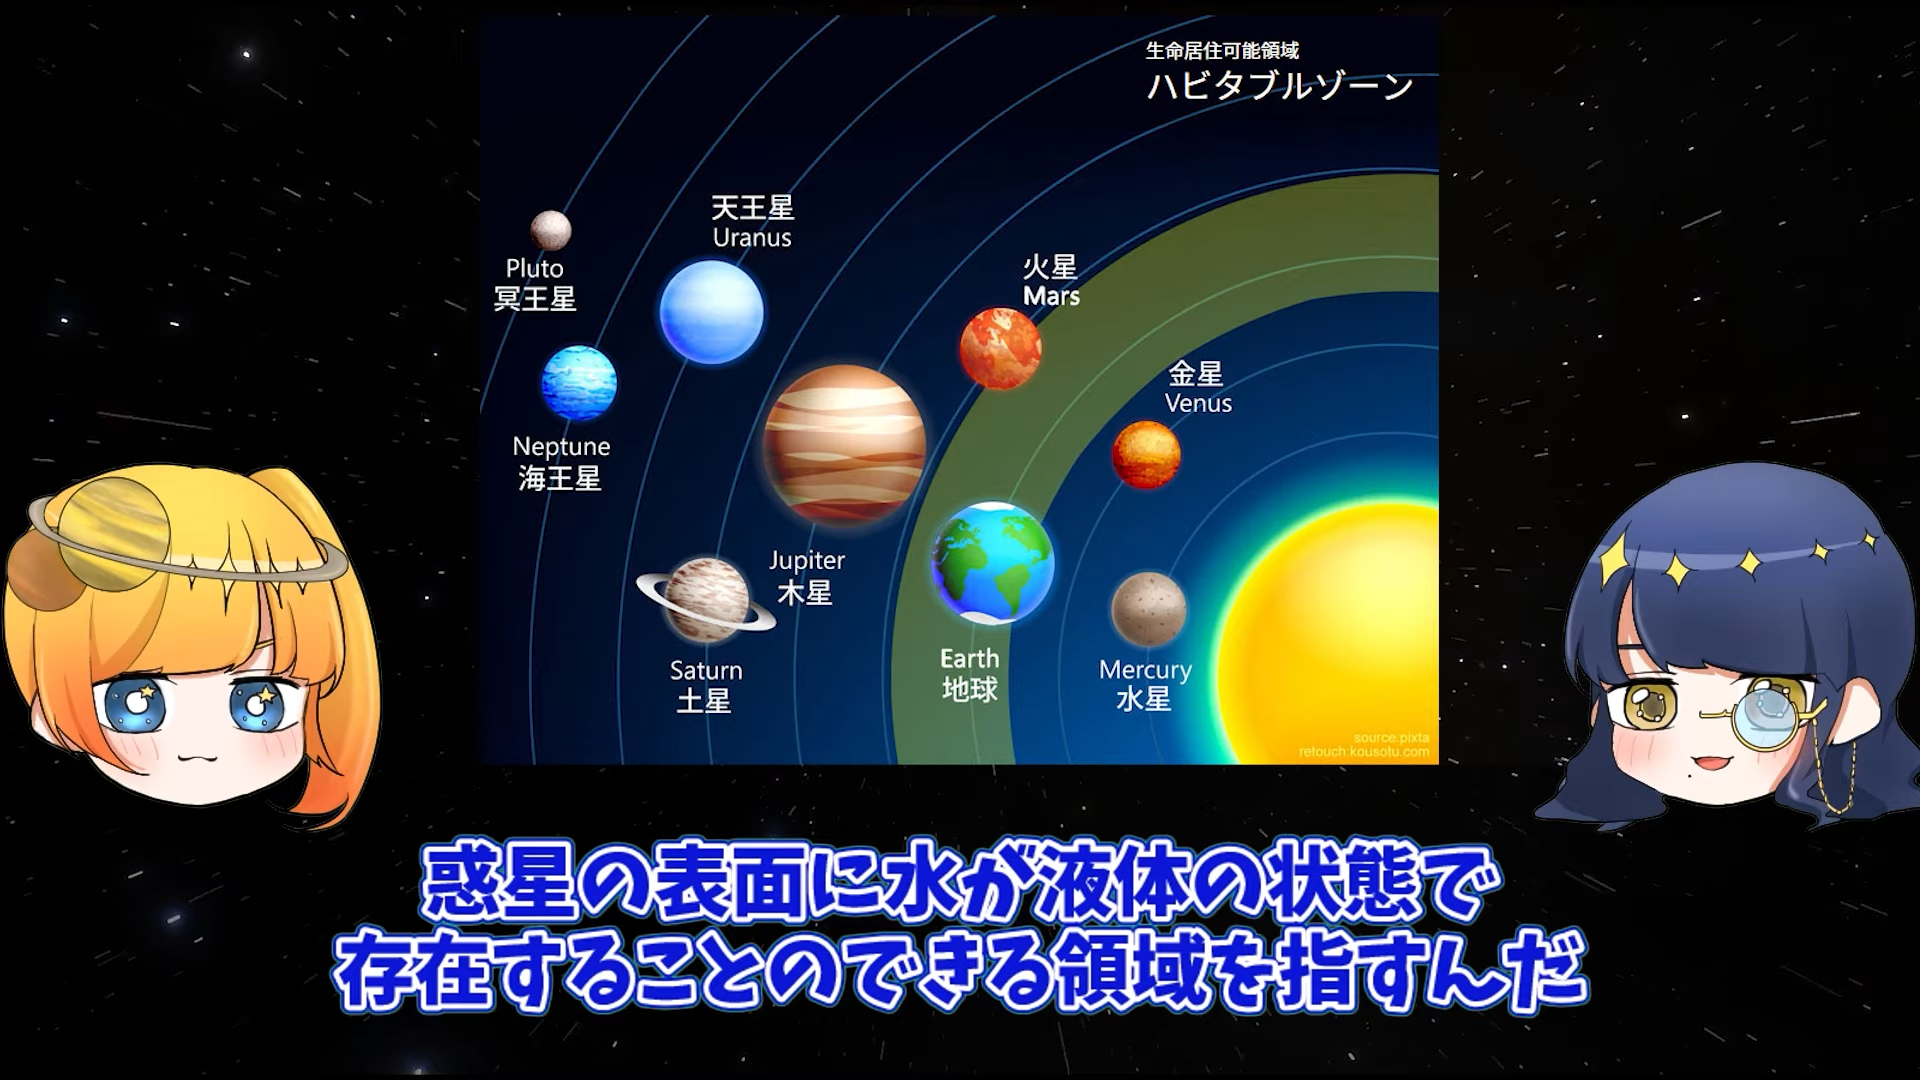 生命居住可能領域
ハビタブルゾーン
天王星
Uranus
Pluto
冥王星
火星
Mars
金星
Venus
Neptune
海王星
Jupiter
木星
Saturn
土星
Earth
地球
Mercury
水星
source:pixta
retouch:kousotu.com
惑星の表面に水が液体の状態で
存在することのできる領域を指すんだ